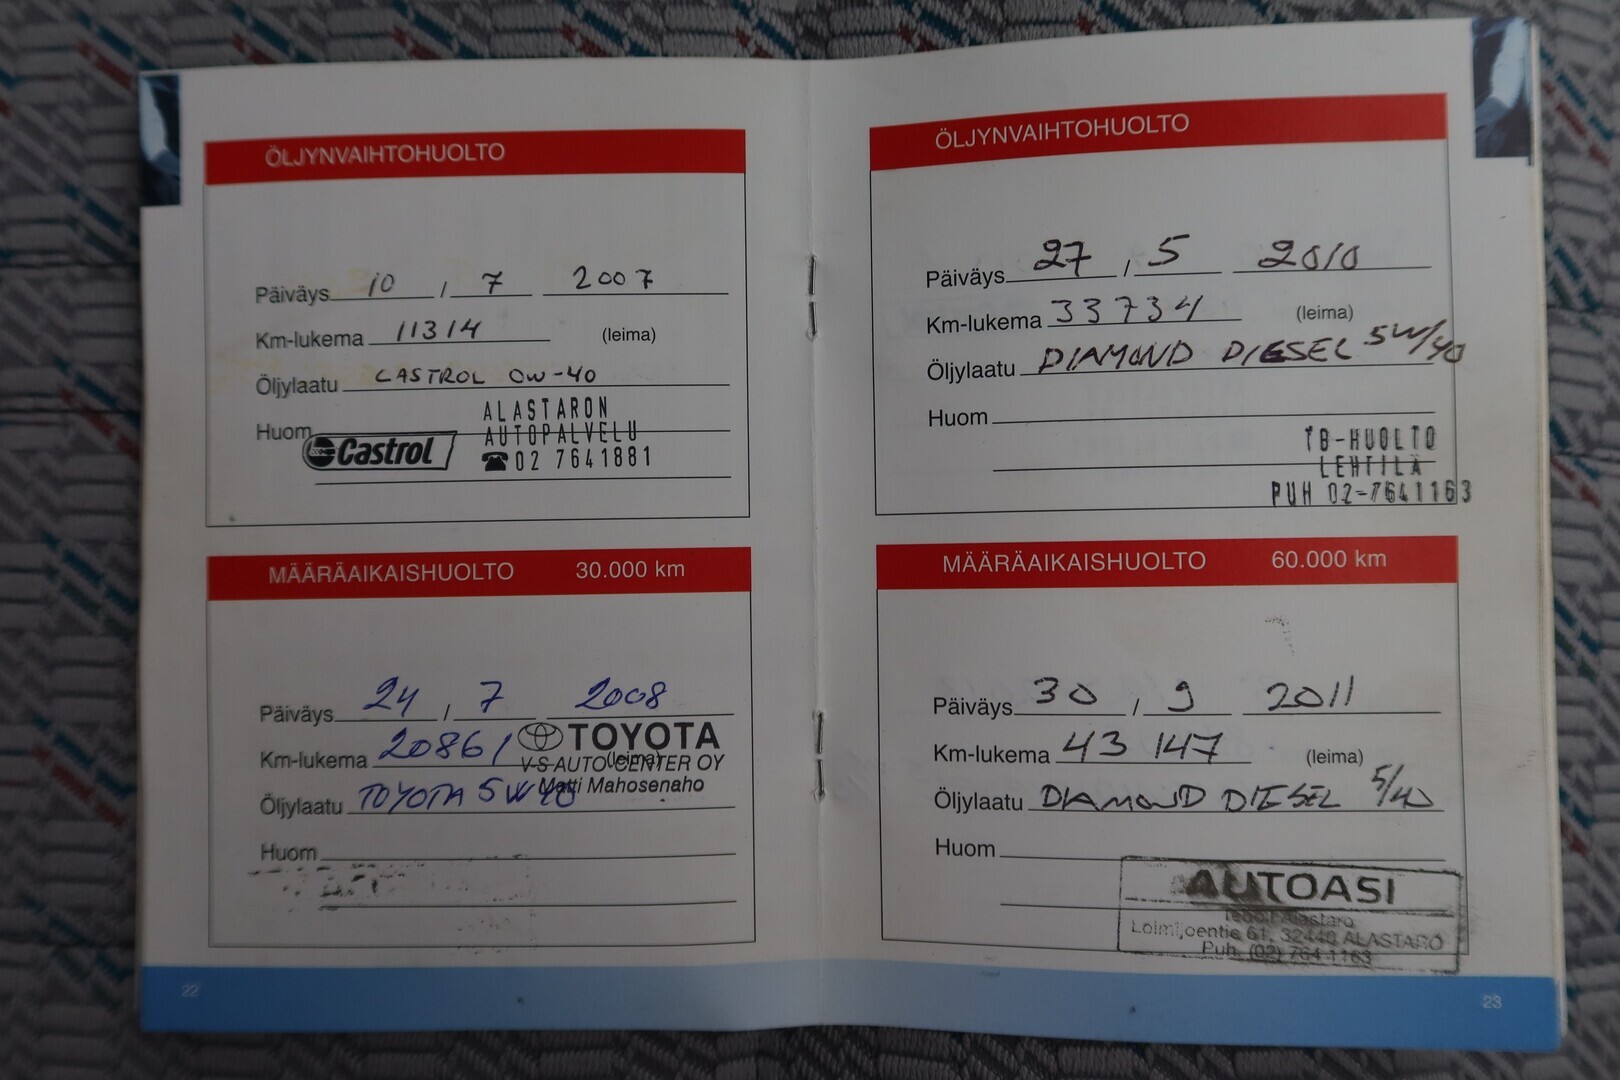 ÖLJYNVAIHTOHUOLTO
Päiväys 10 / 7 2007
Km-lukema 11314 (leima)
Öljylaatu CASTROL 0W-40
Huom
Castrol
ALASTARON
AUTOPALVELU
☎02 7641881
MÄÄRÄAIKAISHUOLTO 30.000 km
Päiväys 24 / 7 2008
Km-lukema 20861 (leima)
Öljylaatu TOYOTA 5W40
TOYOTA
V-S AUTO CENTER OY
Matti Mahosenaho
Huom
22
ÖLJYNVAIHTOHUOLTO
Päiväys 27 / 5 2010
Km-lukema 33734 (leima)
Öljylaatu DIAMOND DIESEL 5W/40
Huom
TB-HUOLTO
LEHTILÄ
PUH 02-7641163
MÄÄRÄAIKAISHUOLTO 60.000 km
Päiväys 30 / 9 2011
Km-lukema 43 147 (leima)
Öljylaatu DIAMOND DIESEL 5/40
Huom
AUTOASI
Teboil Alastaro
Loimijoentie 61, 32440 ALASTARO
Puh. (02) 764 1163
23